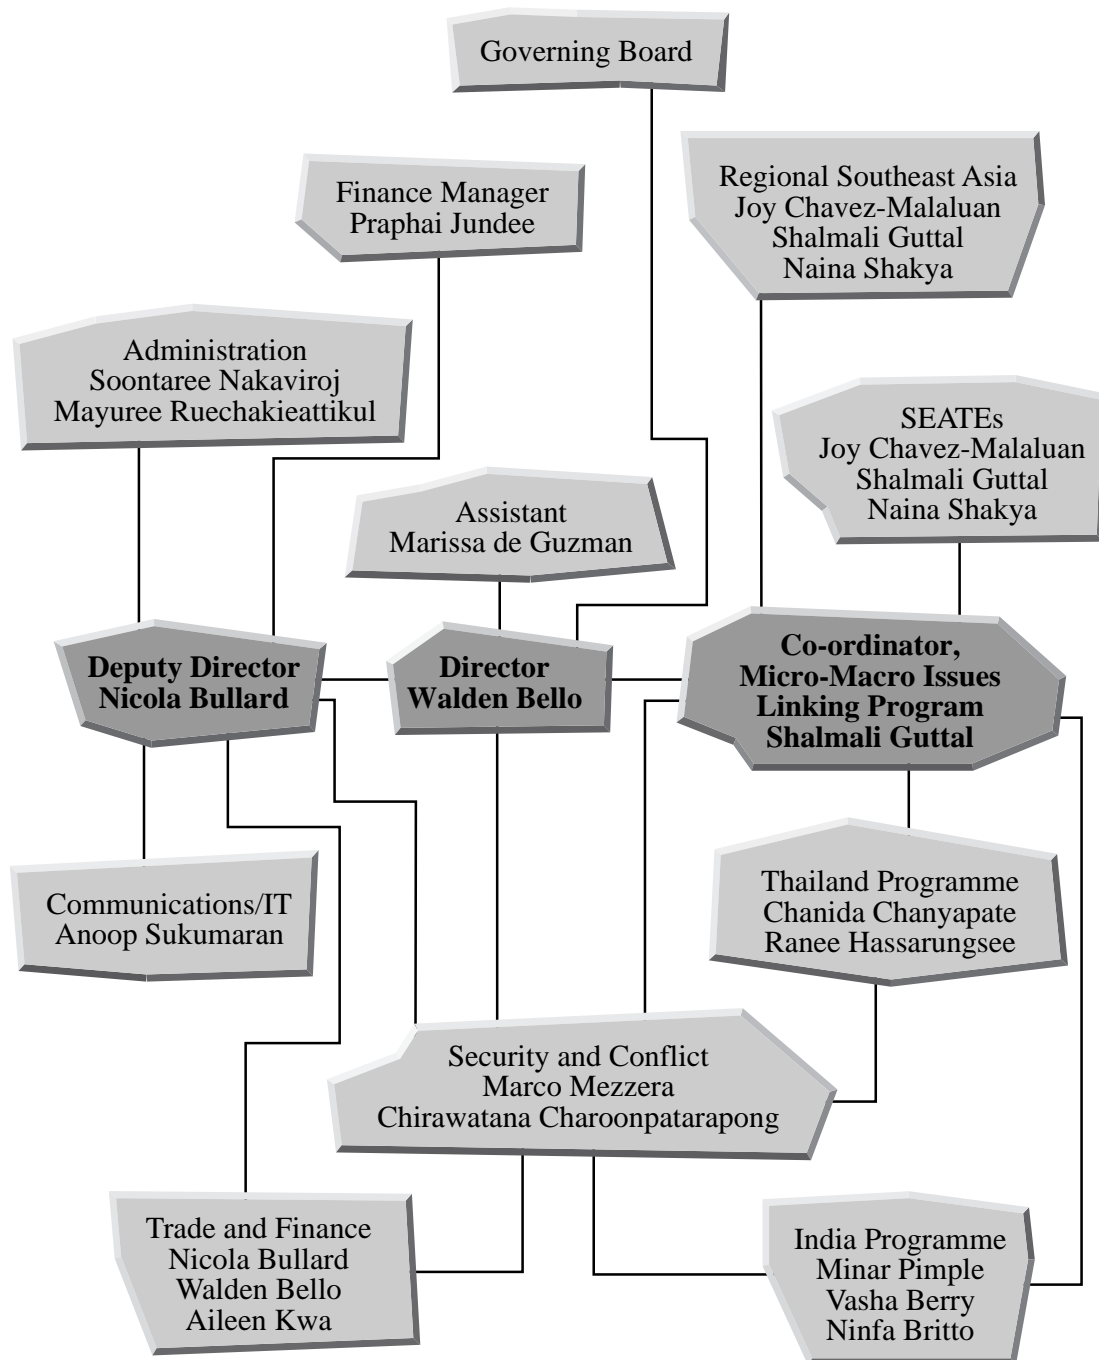 Governing Board
Finance Manager
Praphai Jundee
Regional Southeast Asia
Joy Chavez-Malaluan
Shalmali Guttal
Naina Shakya
Administration
Soontaree Nakaviroj
Mayuree Ruechakieattikul
SEATEs
Joy Chavez-Malaluan
Shalmali Guttal
Naina Shakya
Assistant
Marissa de Guzman
Deputy Director
Nicola Bullard
Director
Walden Bello
Co-ordinator,
Micro-Macro Issues
Linking Program
Shalmali Guttal
Communications/IT
Anoop Sukumaran
Thailand Programme
Chanida Chanyapate
Ranee Hassarungsee
Security and Conflict
Marco Mezzera
Chirawatana Charoonpatarapong
Trade and Finance
Nicola Bullard
Walden Bello
Aileen Kwa
India Programme
Minar Pimple
Vasha Berry
Ninfa Britto